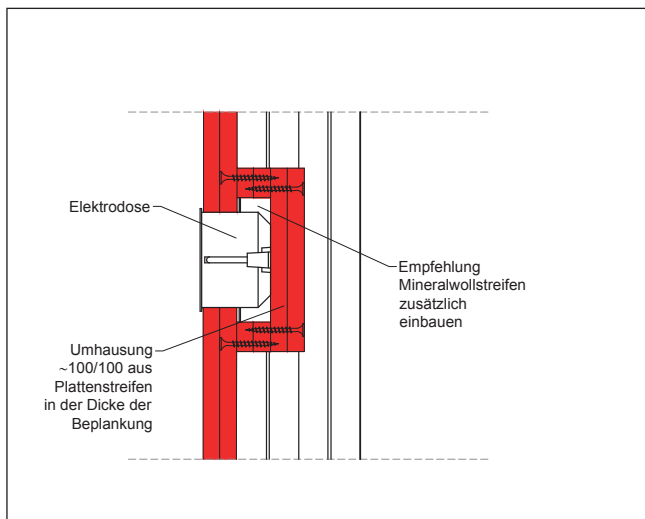 Elektrodose
Empfehlung
Mineralwollstreifen
zusätzlich
einbauen
Umhausung
~100/100 aus
Plattenstreifen
in der Dicke der
Beplankung